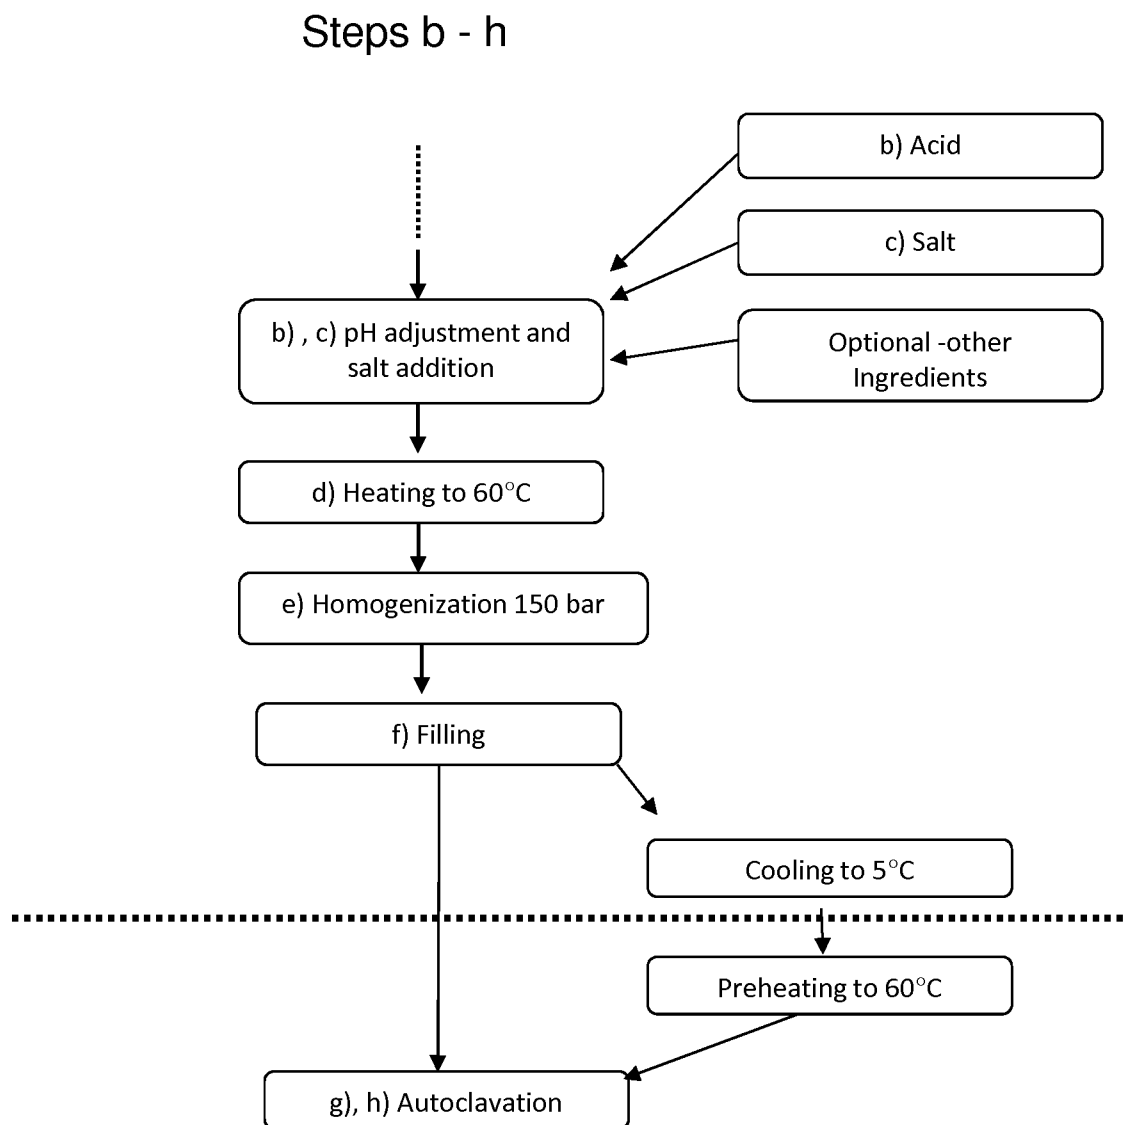 Steps b - h
b) Acid
c) Salt
b) , c) pH adjustment and
salt addition
Optional -other
Ingredients
d) Heating to 60°C
e) Homogenization 150 bar
f) Filling
Cooling to 5°C
Preheating to 60°C
g), h) Autoclavation